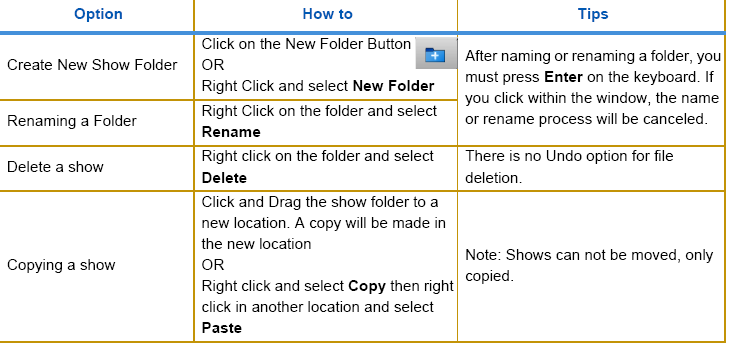 Option
How to
Tips
Create New Show Folder
Click on the New Folder Button
OR
Right Click and select New Folder
After naming or renaming a folder, you
must press Enter on the keyboard. If
you click within the window, the name
or rename process will be canceled.
Renaming a Folder
Right Click on the folder and select
Rename
Delete a show
Right click on the folder and select
Delete
There is no Undo option for file
deletion.
Copying a show
Click and Drag the show folder to a
new location. A copy will be made in
the new location
OR
Right click and select Copy then right
click in another location and select
Paste
Note: Shows can not be moved, only
copied.